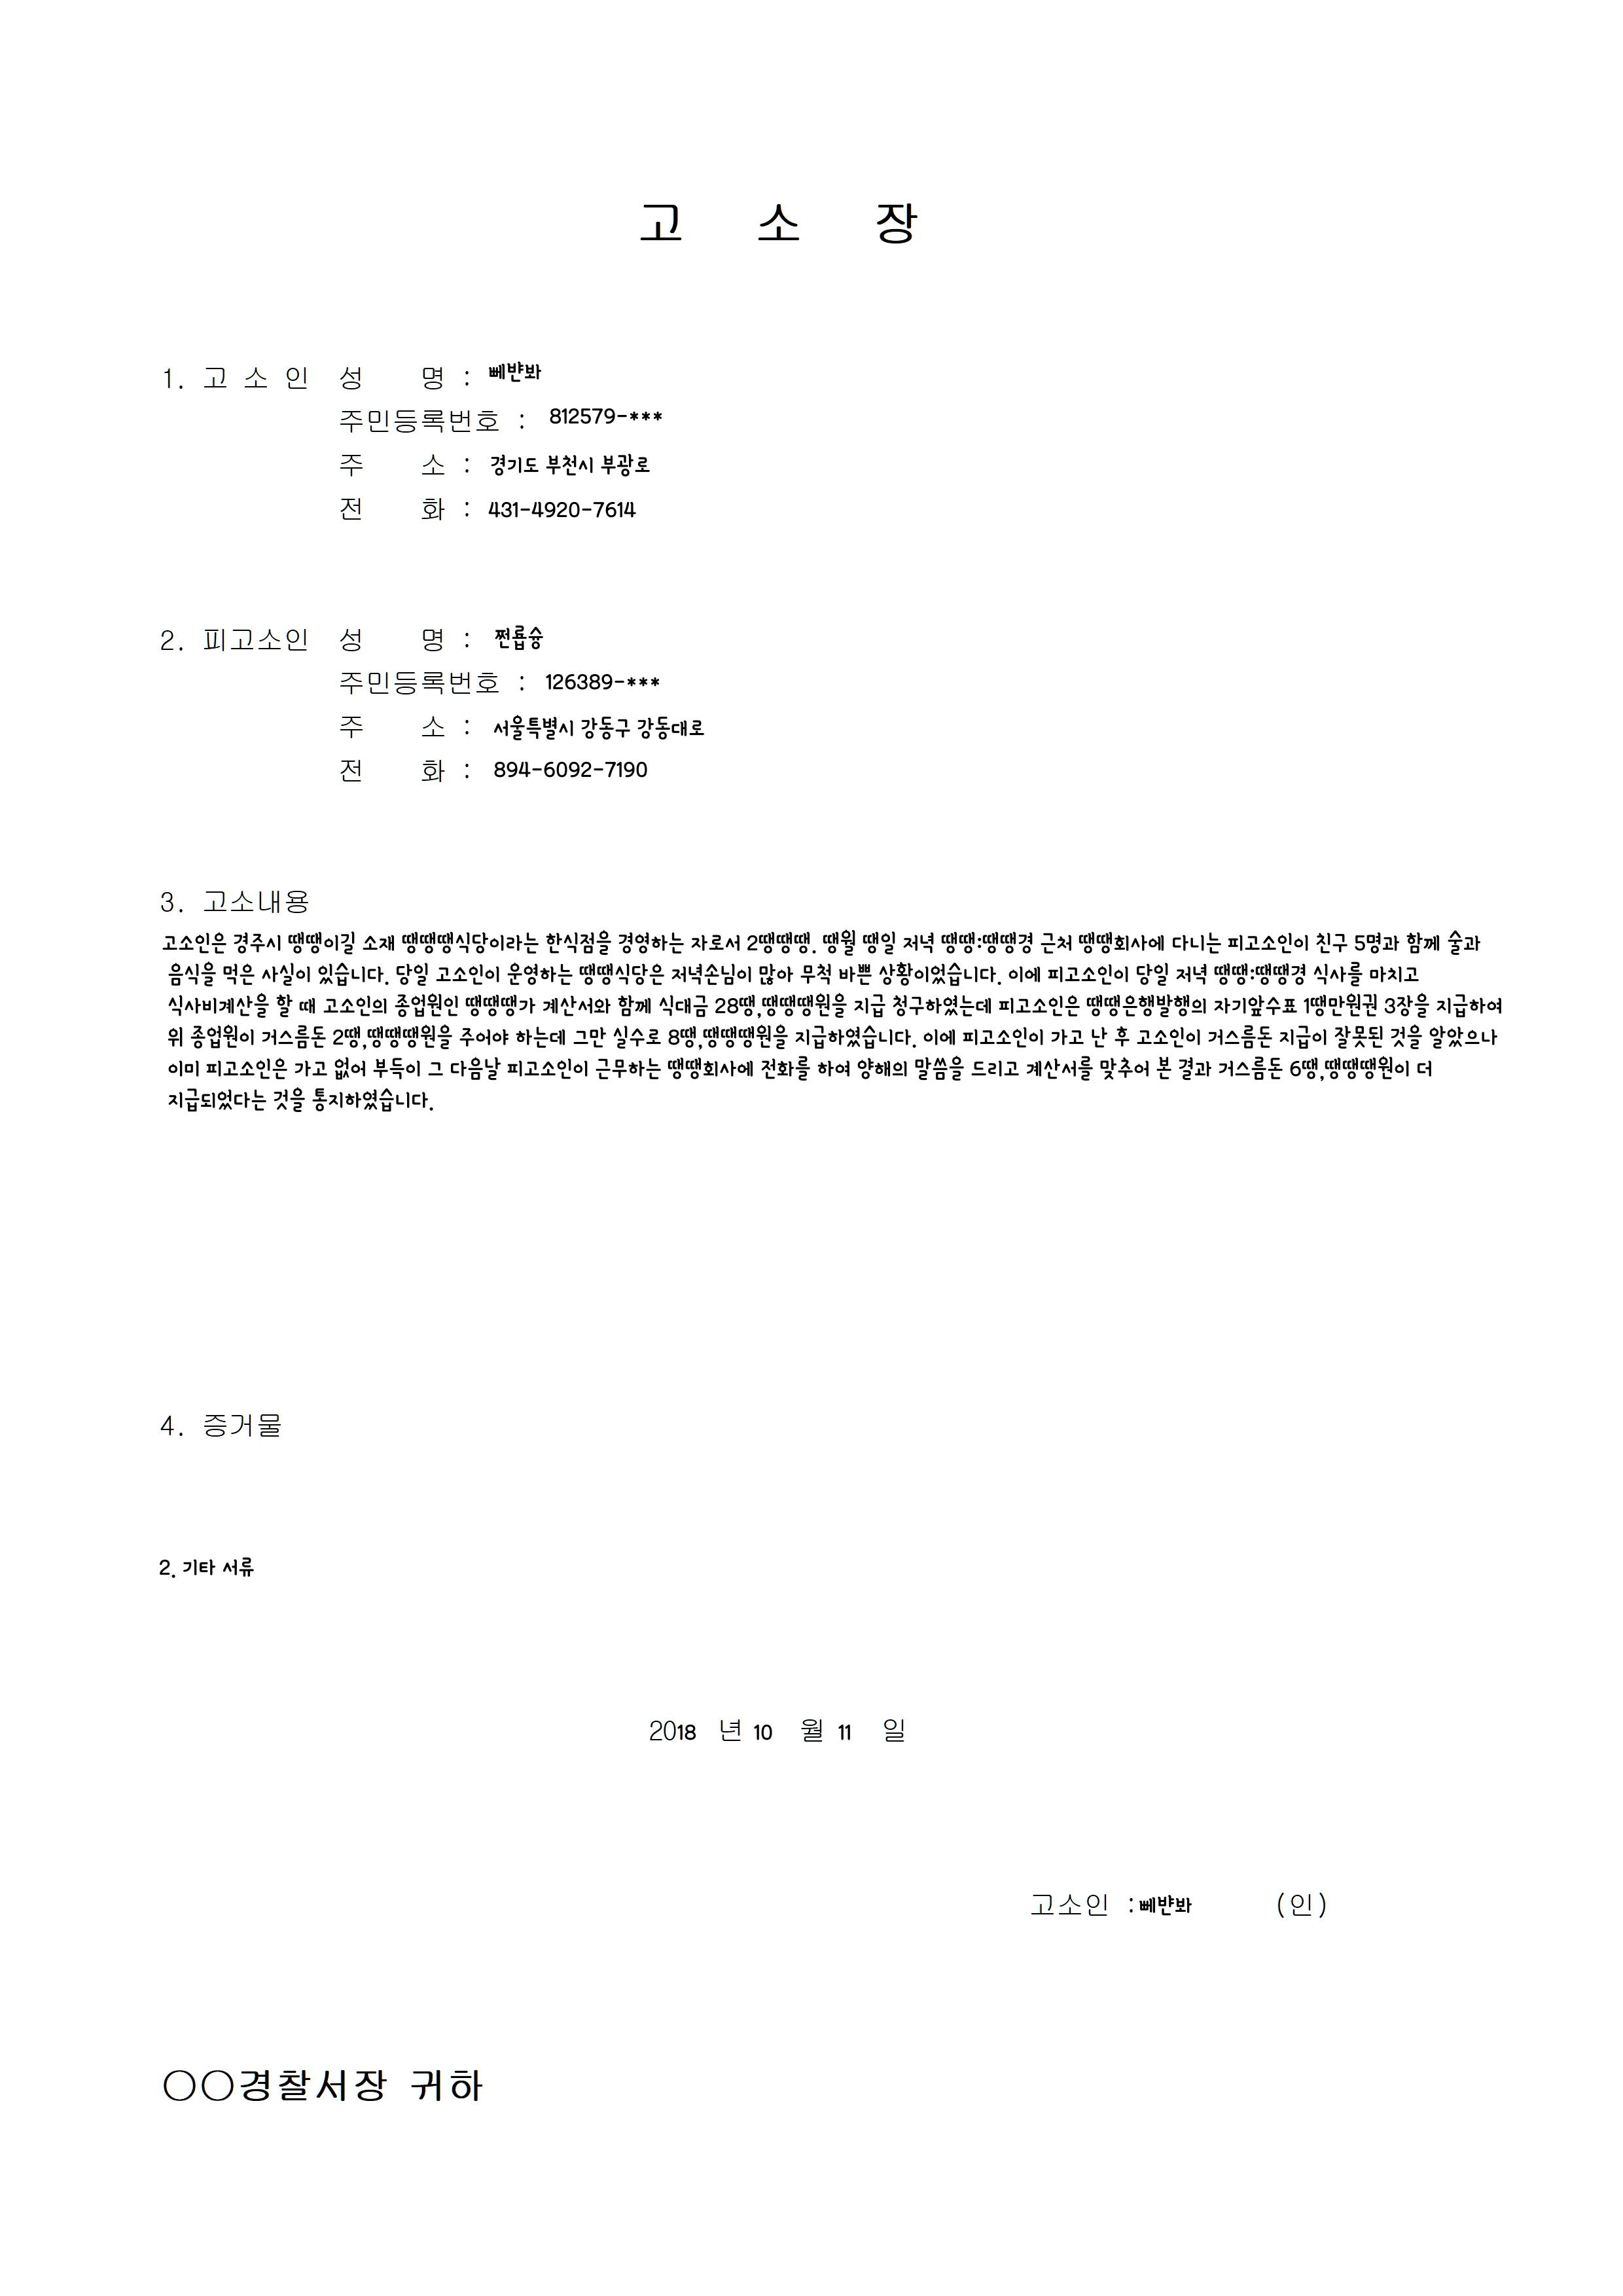 고 소 장
1. 고 소 인 성 명 : 뻬뱐봐
주민등록번호 : 812579-***
주 소 : 경기도 부천시 부광로
전 화 : 431-4920-7614
2. 피고소인 성 명 : 쩐룝슝
주민등록번호 : 126389-***
주 소 : 서울특별시 강동구 강동대로
전 화 : 894-6092-7190
3. 고소내용
고소인은 경주시 땡땡이길 소재 땡땡땡식당이라는 한식점을 경영하는 자로서 2땡땡땡. 땡월 땡일 저녁 땡땡:땡땡경 근처 땡땡회사에 다니는 피고소인이 친구 5명과 함께 술과
음식을 먹은 사실이 있습니다. 당일 고소인이 운영하는 땡땡식당은 저녁손님이 많아 무척 바쁜 상황이었습니다. 이에 피고소인이 당일 저녁 땡땡:땡땡경 식사를 마치고
식사비계산을 할 때 고소인의 종업원인 땡땡땡가 계산서와 함께 식대금 28땡,땡땡땡원을 지급 청구하였는데 피고소인은 땡땡은행발행의 자기앞수표 1땡만원권 3장을 지급하여
위 종업원이 거스름돈 2땡,땡땡땡원을 주어야 하는데 그만 실수로 8땡,땡땡땡원을 지급하였습니다. 이에 피고소인이 가고 난 후 고소인이 거스름돈 지급이 잘못된 것을 알았으나
이미 피고소인은 가고 없어 부득이 그 다음날 피고소인이 근무하는 땡땡회사에 전화를 하여 양해의 말씀을 드리고 계산서를 맞추어 본 결과 거스름돈 6땡,땡땡땡원이 더
지급되었다는 것을 통지하였습니다.
4. 증거물
2. 기타 서류
2018 년 10 월 11 일
고소인 : 뻬뱐봐 (인)
○○경찰서장 귀하